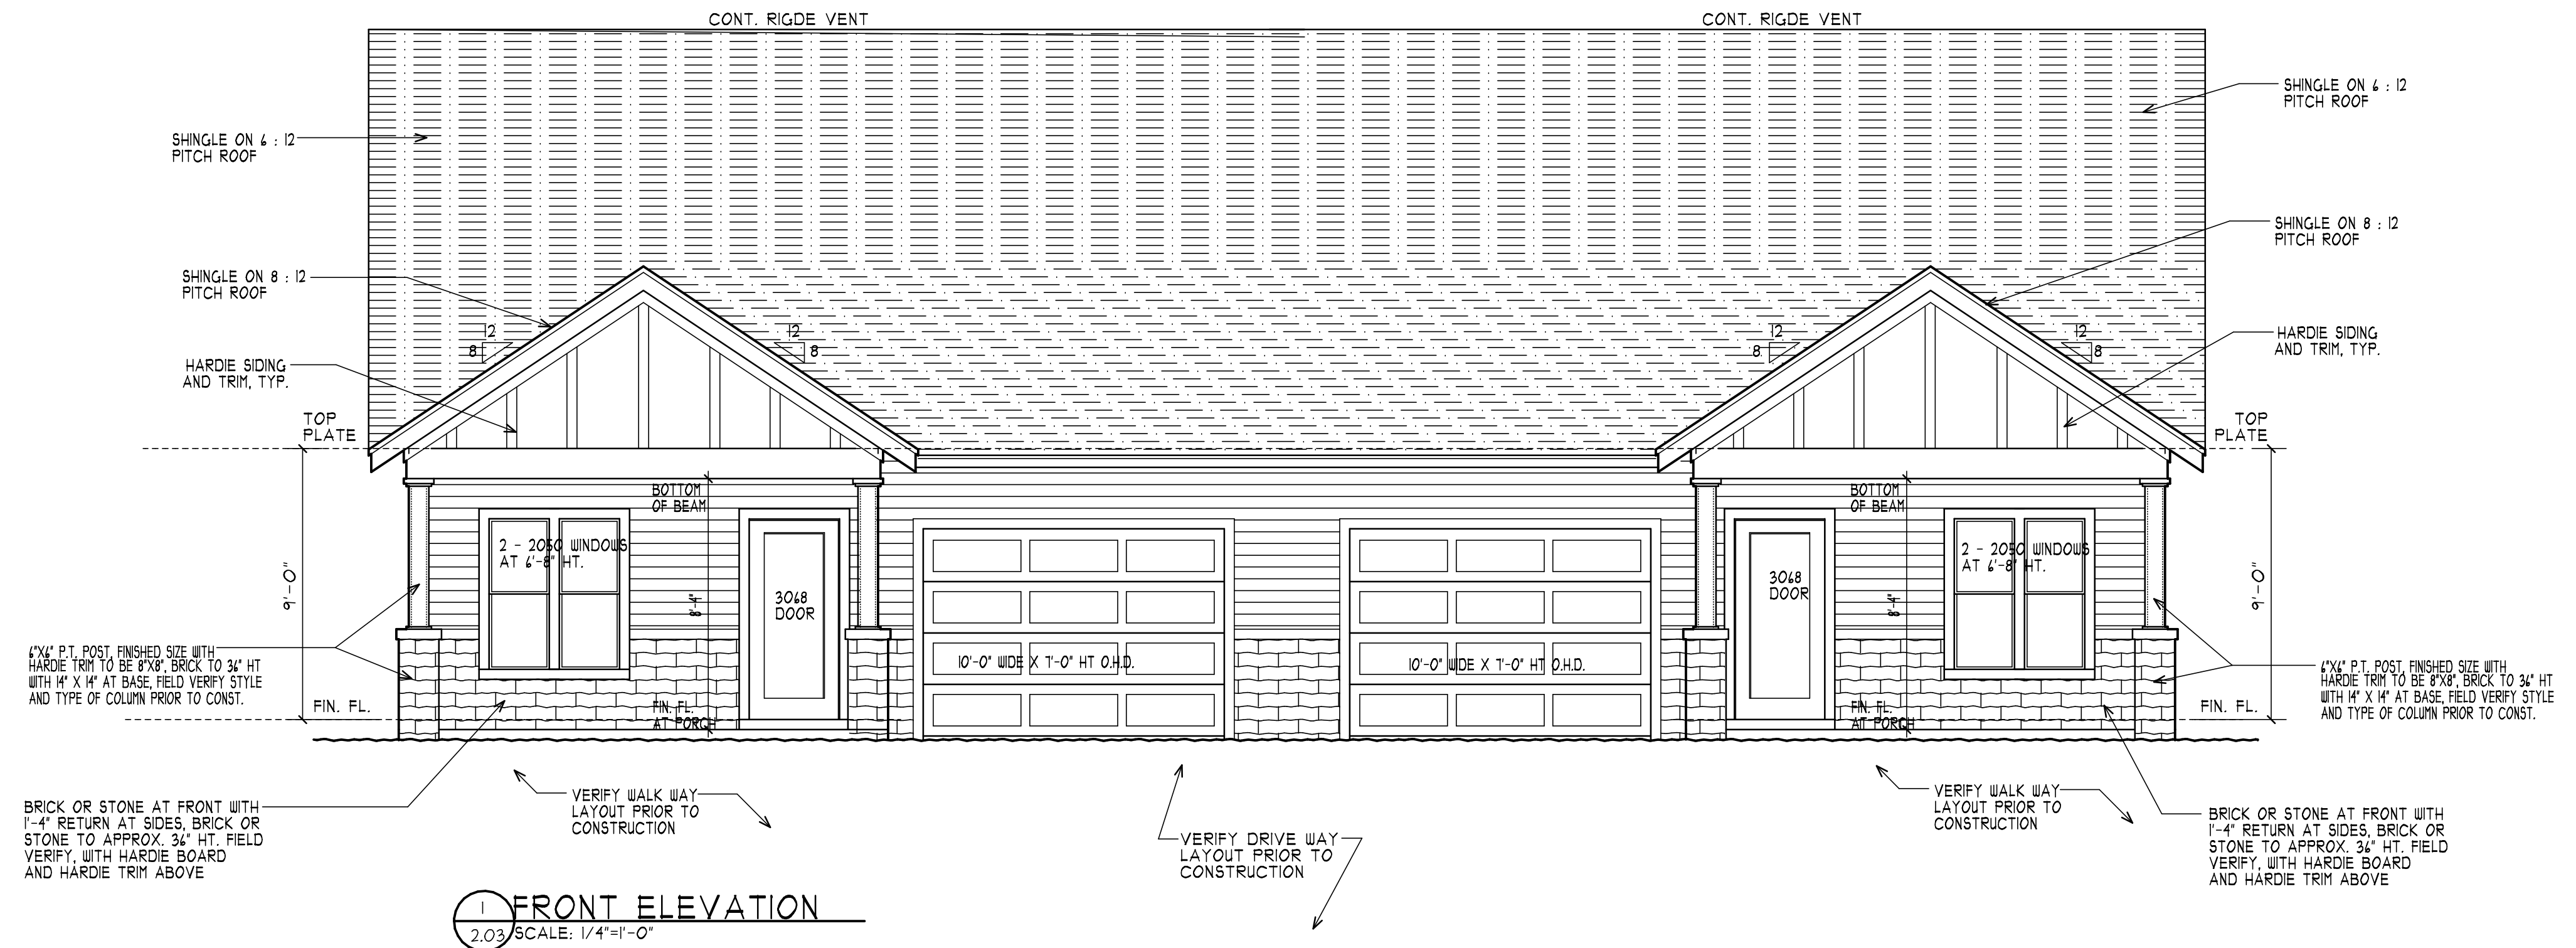 CONT. RIGDE VENT
CONT. RIGDE VENT
SHINGLE ON 6 : 12
PITCH ROOF
SHINGLE ON 6 : 12
PITCH ROOF
SHINGLE ON 8 : 12
PITCH ROOF
SHINGLE ON 8 : 12
PITCH ROOF
12
8
12
8
12
8
12
8
HARDIE SIDING
AND TRIM, TYP.
HARDIE SIDING
AND TRIM, TYP.
TOP
PLATE
TOP
PLATE
BOTTOM
OF BEAM
BOTTOM
OF BEAM
2 - 2050 WINDOWS
AT 6'-8" HT.
2 - 2050 WINDOWS
AT 6'-8" HT.
9'-0"
8'-4"
3068
DOOR
3068
DOOR
8'-4"
9'-0"
10'-0" WIDE X 7'-0" HT O.H.D.
10'-0" WIDE X 7'-0" HT O.H.D.
6"X6" P.T. POST, FINISHED SIZE WITH
HARDIE TRIM TO BE 8"X8", BRICK TO 36" HT
WITH 14" X 14" AT BASE, FIELD VERIFY STYLE
AND TYPE OF COLUMN PRIOR TO CONST.
6"X6" P.T. POST, FINISHED SIZE WITH
HARDIE TRIM TO BE 8"X8", BRICK TO 36" HT
WITH 14" X 14" AT BASE, FIELD VERIFY STYLE
AND TYPE OF COLUMN PRIOR TO CONST.
FIN. FL.
FIN. FL.
AT PORCH
FIN. FL.
AT PORCH
FIN. FL.
BRICK OR STONE AT FRONT WITH
1'-4" RETURN AT SIDES, BRICK OR
STONE TO APPROX. 36" HT. FIELD
VERIFY, WITH HARDIE BOARD
AND HARDIE TRIM ABOVE
VERIFY WALK WAY
LAYOUT PRIOR TO
CONSTRUCTION
VERIFY DRIVE WAY
LAYOUT PRIOR TO
CONSTRUCTION
VERIFY WALK WAY
LAYOUT PRIOR TO
CONSTRUCTION
BRICK OR STONE AT FRONT WITH
1'-4" RETURN AT SIDES, BRICK OR
STONE TO APPROX. 36" HT. FIELD
VERIFY, WITH HARDIE BOARD
AND HARDIE TRIM ABOVE
1
2.03
FRONT ELEVATION
SCALE: 1/4"=1'-0"